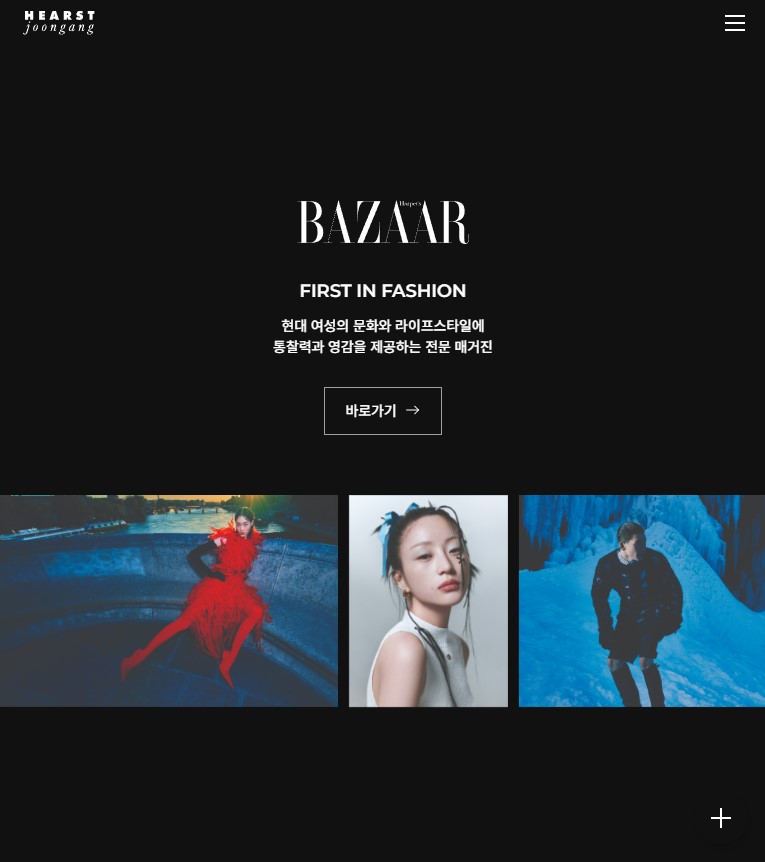 HEARST
joongang
Harper's
BAZAAR
FIRST IN FASHION
현대 여성의 문화와 라이프스타일에
통찰력과 영감을 제공하는 전문 매거진
바로가기 →